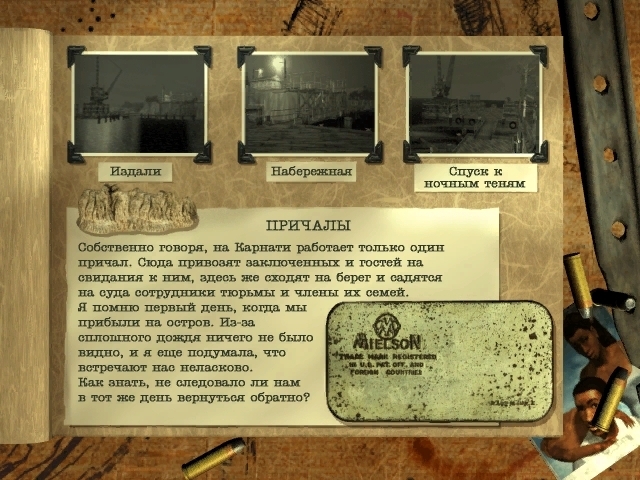 Издали
Набережная
Спуск к
ночным теням
ПРИЧАЛЫ
Собственно говоря, на Карнати работает только один
причал. Сюда привозят заключенных и гостей на
свидания к ним, здесь же сходят на берег и садятся
на суда сотрудники тюрьмы и члены их семей.
Я помню первый день, когда мы
прибыли на остров. Из-за
сплошного дождя ничего не было
видно, и я еще подумала, что
встречают нас неласково.
Как знать, не следовало ли нам
в тот же день вернуться обратно?
MIELSON
TRADE MARK REGISTERED
IN U.S. PAT. OFF. AND
FOREIGN COUNTRIES